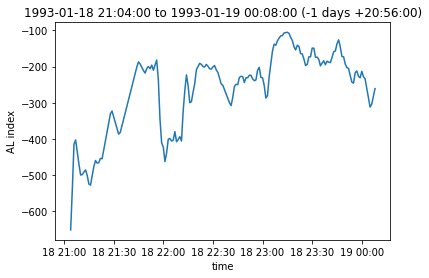 1993-01-18 21:04:00 to 1993-01-19 00:08:00 (-1 days +20:56:00)
−100
−200
−300
−400
−500
−600
AL index
18 21:00 18 21:30 18 22:00 18 22:30 18 23:00 18 23:30 19 00:00
time